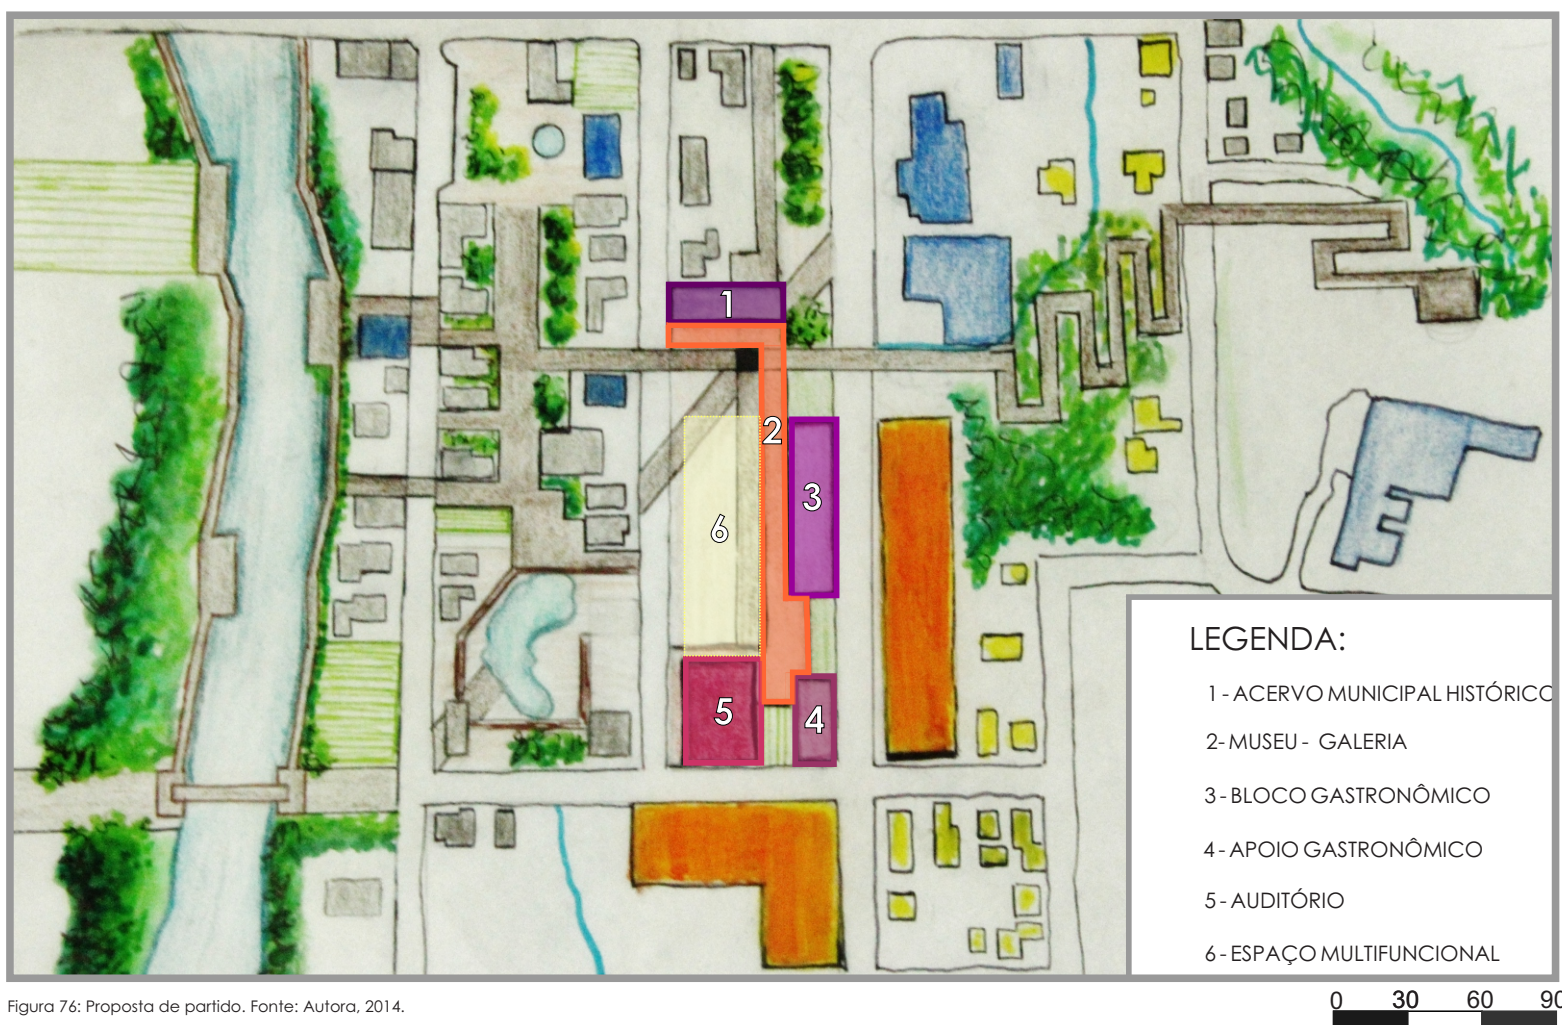 1
2
3
6
5
4
LEGENDA:
1 - ACERVO MUNICIPAL HISTÓRICO
2- MUSEU - GALERIA
3 - BLOCO GASTRONÔMICO
4 - APOIO GASTRONÔMICO
5 - AUDITÓRIO
6 - ESPAÇO MULTIFUNCIONAL
Figura 76: Proposta de partido. Fonte: Autora, 2014.
0 30 60 90